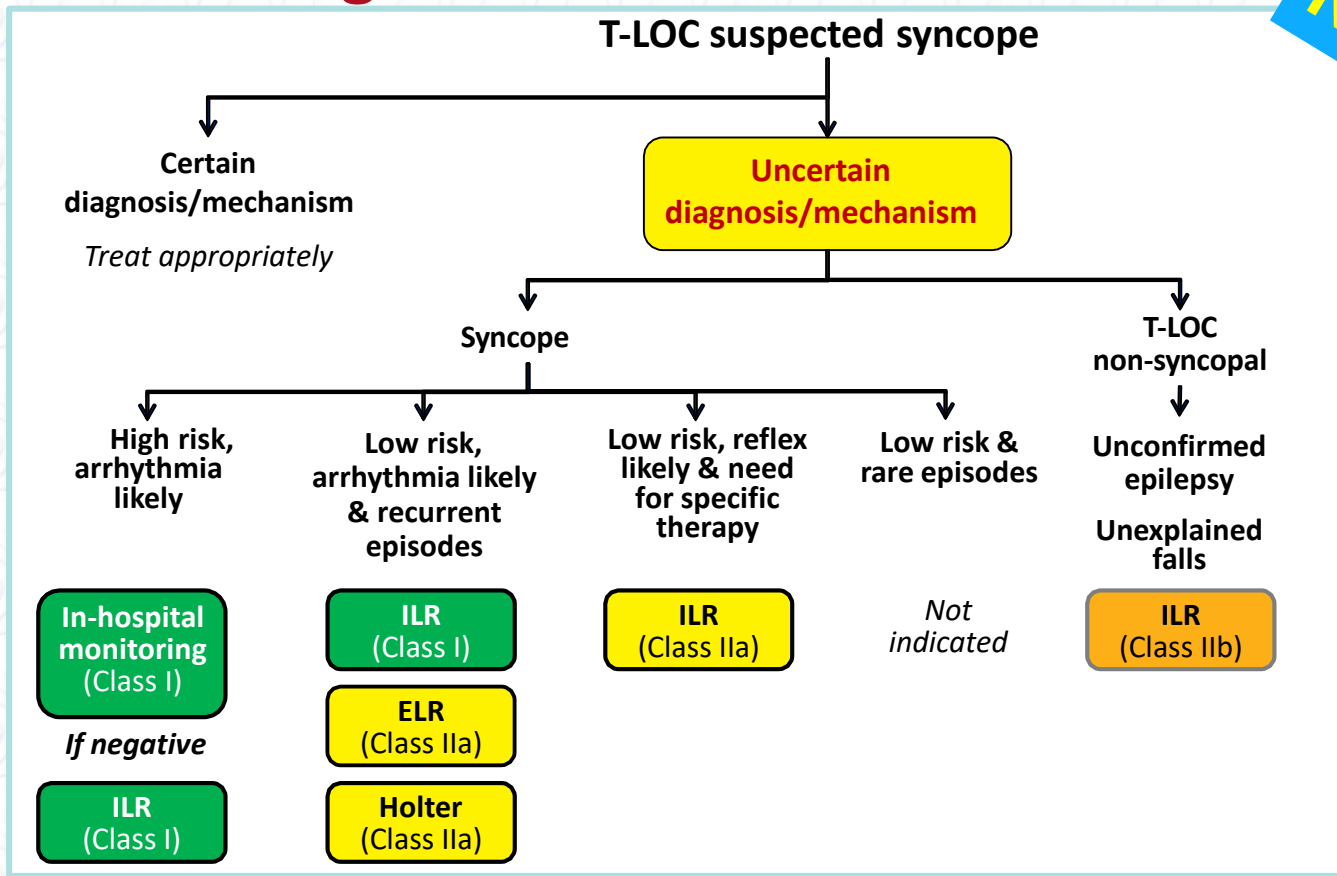 T-LOC suspected syncope
Certain
diagnosis/mechanism
Treat appropriately
Uncertain
diagnosis/mechanism
Syncope
T-LOC
non-syncopal
High risk,
arrhythmia
likely
Low risk,
arrhythmia likely
& recurrent
episodes
Low risk, reflex
likely & need
for specific
therapy
Low risk &
rare episodes
Unconfirmed
epilepsy
Unexplained
falls
In-hospital
monitoring
(Class I)
If negative
ILR
(Class I)
ILR
(Class I)
ELR
(Class IIa)
Holter
(Class IIa)
ILR
(Class IIa)
Not
indicated
ILR
(Class IIb)